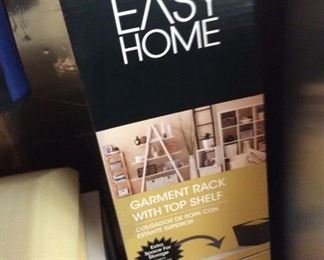 EASY
HOME
GARMENT RACK
WITH TOP SHELF
COLGADOR DE ROPA CON
ESTANTE SUPERIOR
Extra
Space For
Storage